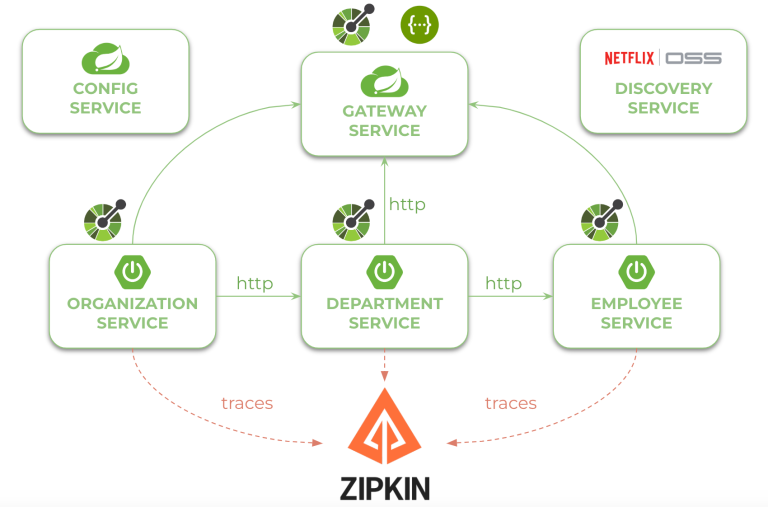 {···}
CONFIG
SERVICE
GATEWAY
SERVICE
NETFLIX | OSS
DISCOVERY
SERVICE
http
ORGANIZATION
SERVICE
http
DEPARTMENT
SERVICE
http
EMPLOYEE
SERVICE
traces
traces
ZIPKIN